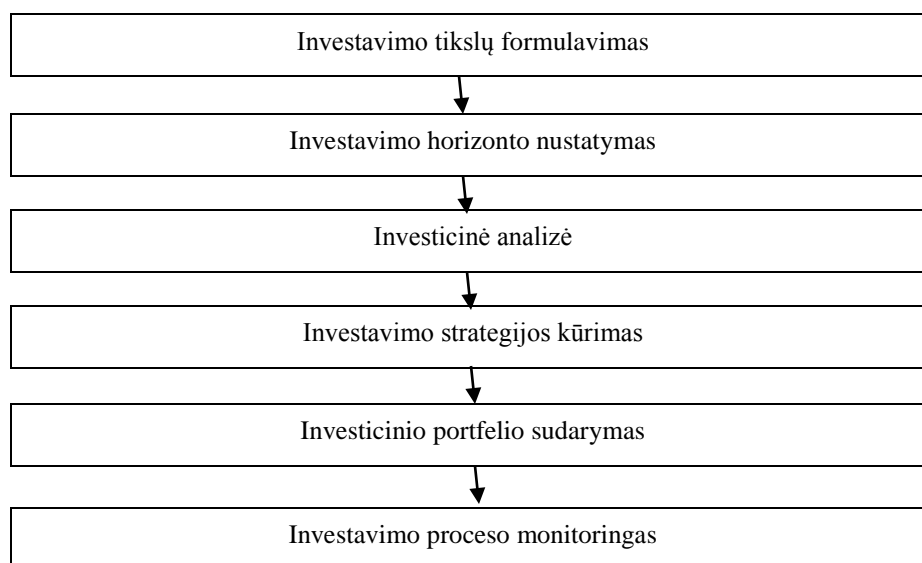 Investavimo tikslų formulavimas
Investavimo horizonto nustatymas
Investicinė analizė
Investavimo strategijos kūrimas
Investicinio portfelio sudarymas
Investavimo proceso monitoringas